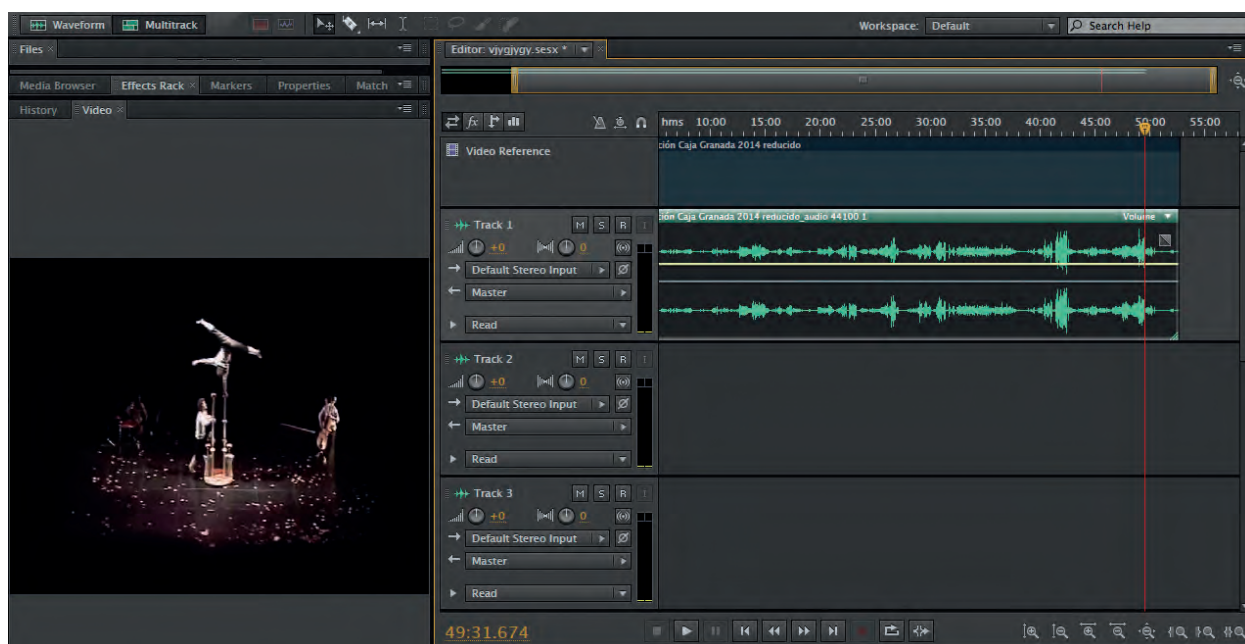 Waveform Multitrack Workspace: Default Search Help
Files × Editor: vjygjygy.sesx * ×
Media Browser Effects Rack × Markers Properties Match
History Video ×
hms 10:00 15:00 20:00 25:00 30:00 35:00 40:00 45:00 50:00 55:00
fx
Video Reference
ción Caja Granada 2014 reducido
Track 1 M S R I
ción Caja Granada 2014 reducido_audio 44100 1 Volume
+0 0
Default Stereo Input
Master
Read
Track 2 M S R I
+0 0
Default Stereo Input
Master
Read
Track 3 M S R I
+0 0
Default Stereo Input
Master
Read
49:31.674